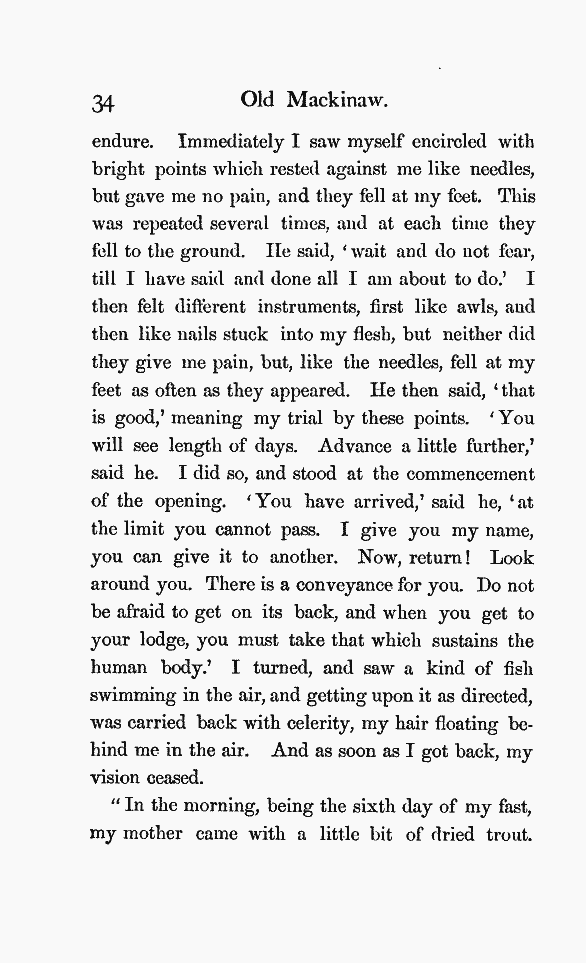 34 Old Mackinaw.
endure. Immediately I saw myself encircled with
bright points which rested against me like needles,
but gave me no pain, and they fell at my feet. This
was repeated several times, and at each time they
fell to the ground. He said, ‘wait and do not fear,
till I have said and done all I am about to do.’ I
then felt different instruments, first like awls, and
then like nails stuck into my flesh, but neither did
they give me pain, but, like the needles, fell at my
feet as often as they appeared. He then said, ‘that
is good,’ meaning my trial by these points. ‘You
will see length of days. Advance a little further,’
said he. I did so, and stood at the commencement
of the opening. ‘You have arrived,’ said he, ‘at
the limit you cannot pass. I give you my name,
you can give it to another. Now, return! Look
around you. There is a conveyance for you. Do not
be afraid to get on its back, and when you get to
your lodge, you must take that which sustains the
human body.’ I turned, and saw a kind of fish
swimming in the air, and getting upon it as directed,
was carried back with celerity, my hair floating be-
hind me in the air. And as soon as I got back, my
vision ceased.
“In the morning, being the sixth day of my fast,
my mother came with a little bit of dried trout.